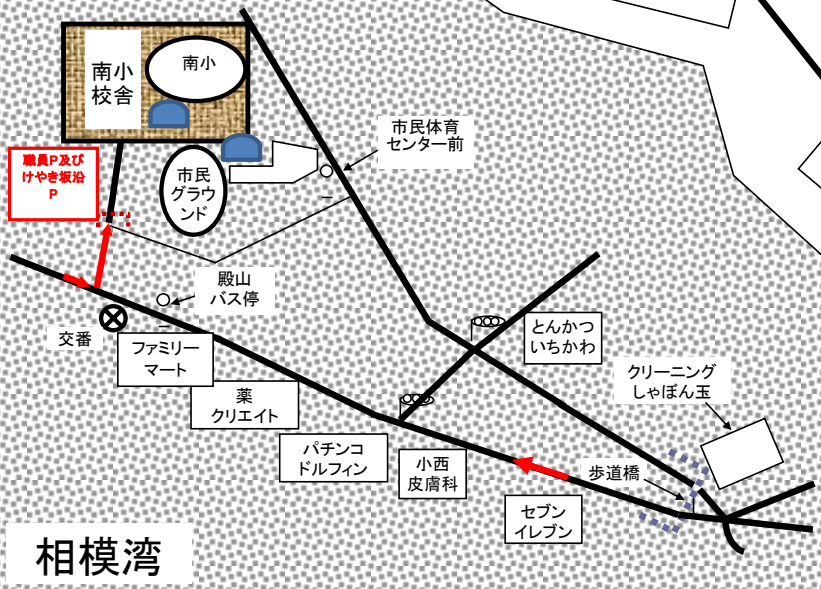 南小
校舎
南小
市民体育
センター前
職員P及び
けやき坂沿
P
市民
グラウ
ンド
殿山
バス停
交番
ファミリー
マート
とんかつ
いちかわ
薬
クリエイト
クリーニング
しゃぼん玉
パチンコ
ドルフィン
小西
皮膚科
歩道橋
セブン
イレブン
相模湾